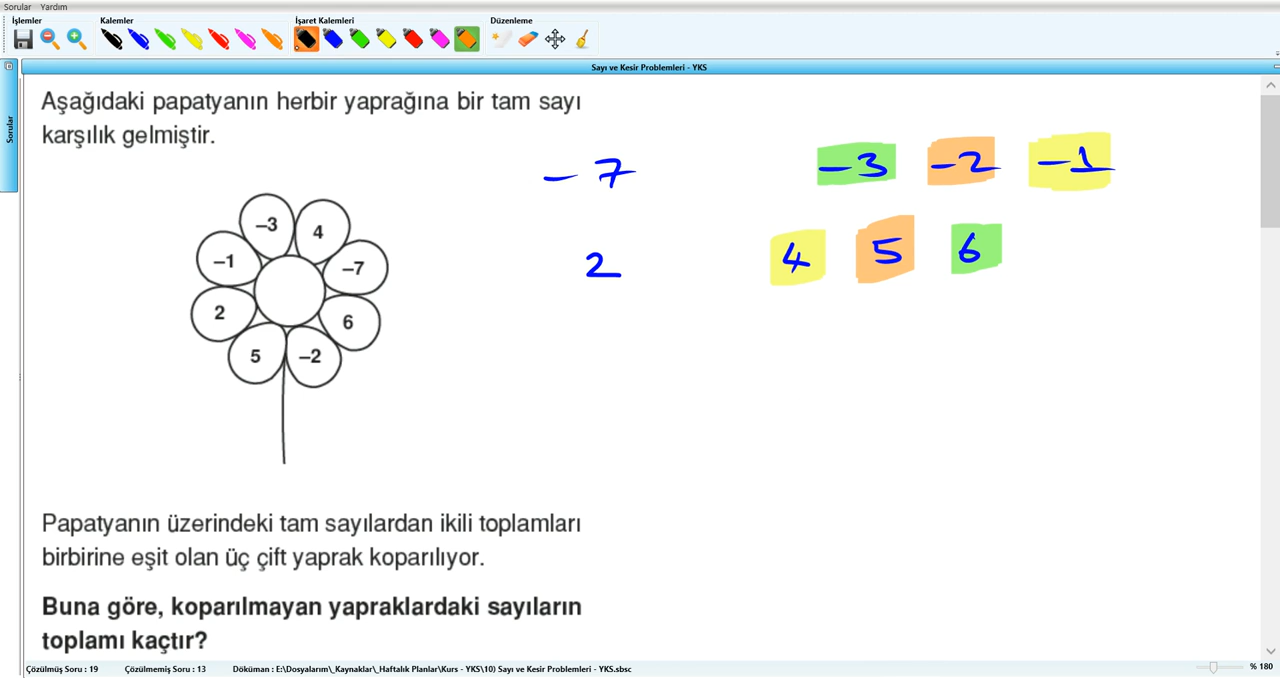 Sorular Yardım
İşlemler Kalemler İşaret Kalemleri Düzenleme
Sayı ve Kesir Problemleri - YKS
Sorular
Aşağıdaki papatyanın herbir yaprağına bir tam sayı
karşılık gelmiştir.
–3 4
–1 –7
2 6
5 –2
-7 -3 -2 -1
2 4 5 6
Papatyanın üzerindeki tam sayılardan ikili toplamları
birbirine eşit olan üç çift yaprak koparılıyor.
Buna göre, koparılmayan yapraklardaki sayıların
toplamı kaçtır?
Çözülmüş Soru : 19 Çözülmemiş Soru : 13 Döküman : E:\Dosyalarım\_Kaynaklar\_Haftalık Planlar\Kurs - YKS\10) Sayı ve Kesir Problemleri - YKS.sbsc % 180